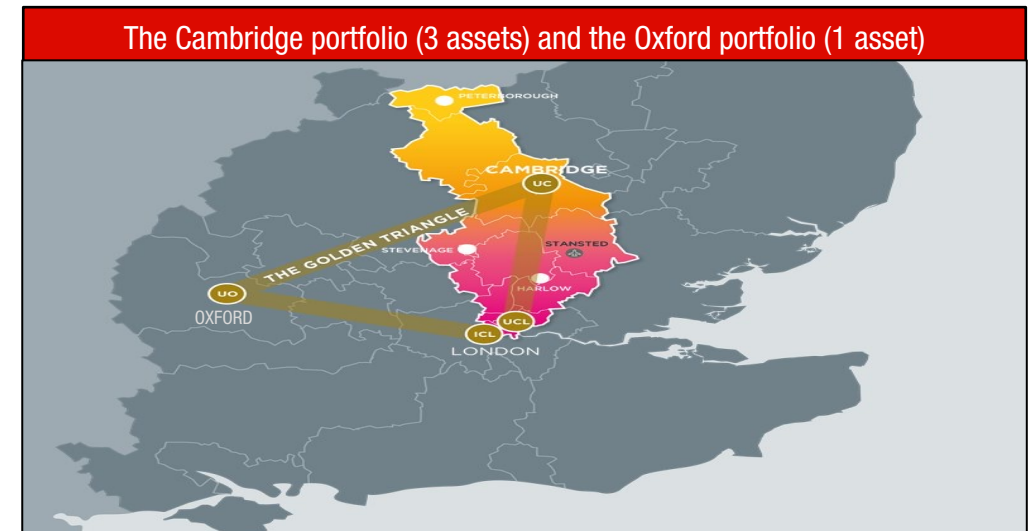 The Cambridge portfolio (3 assets) and the Oxford portfolio (1 asset)
PETERBOROUGH
CAMBRIDGE
UC
THE GOLDEN TRIANGLE
STEVENAGE
STANSTED
HARLOW
UO
OXFORD
UCL
ICL
LONDON